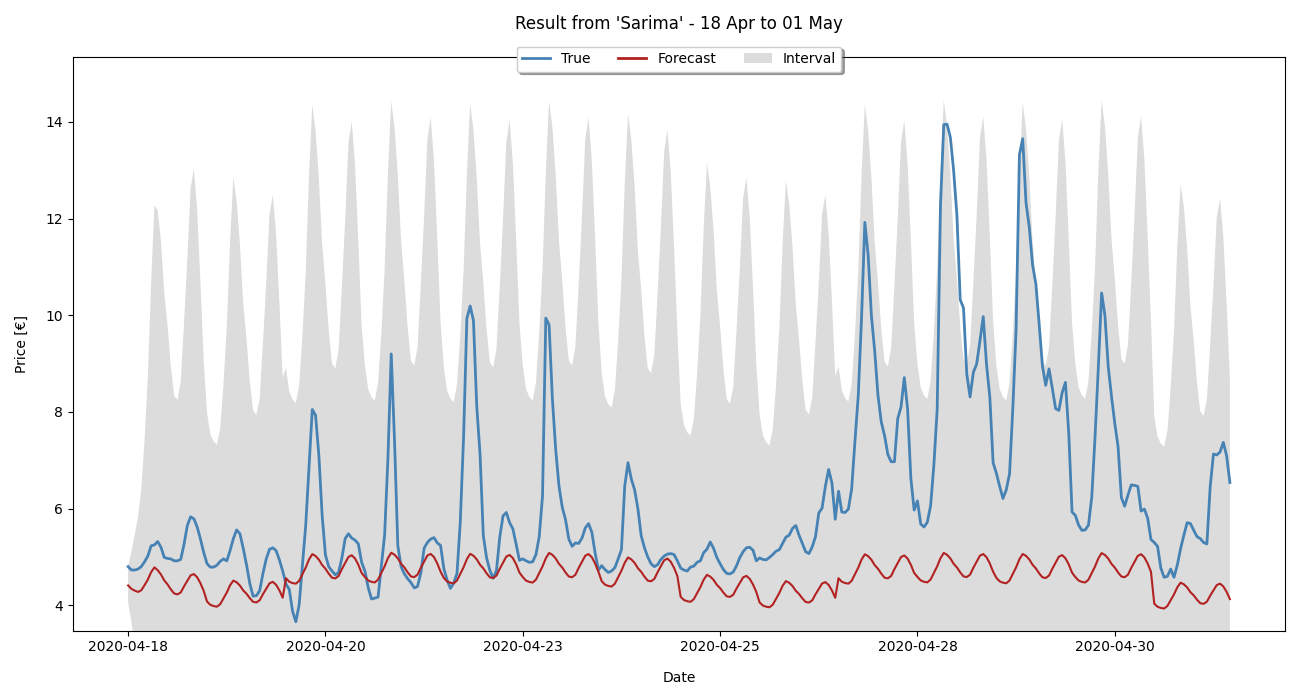 Result from 'Sarima' - 18 Apr to 01 May
True Forecast Interval
Price [€]
14
12
10
8
6
4
2020-04-18 2020-04-20 2020-04-23 2020-04-25 2020-04-28 2020-04-30
Date